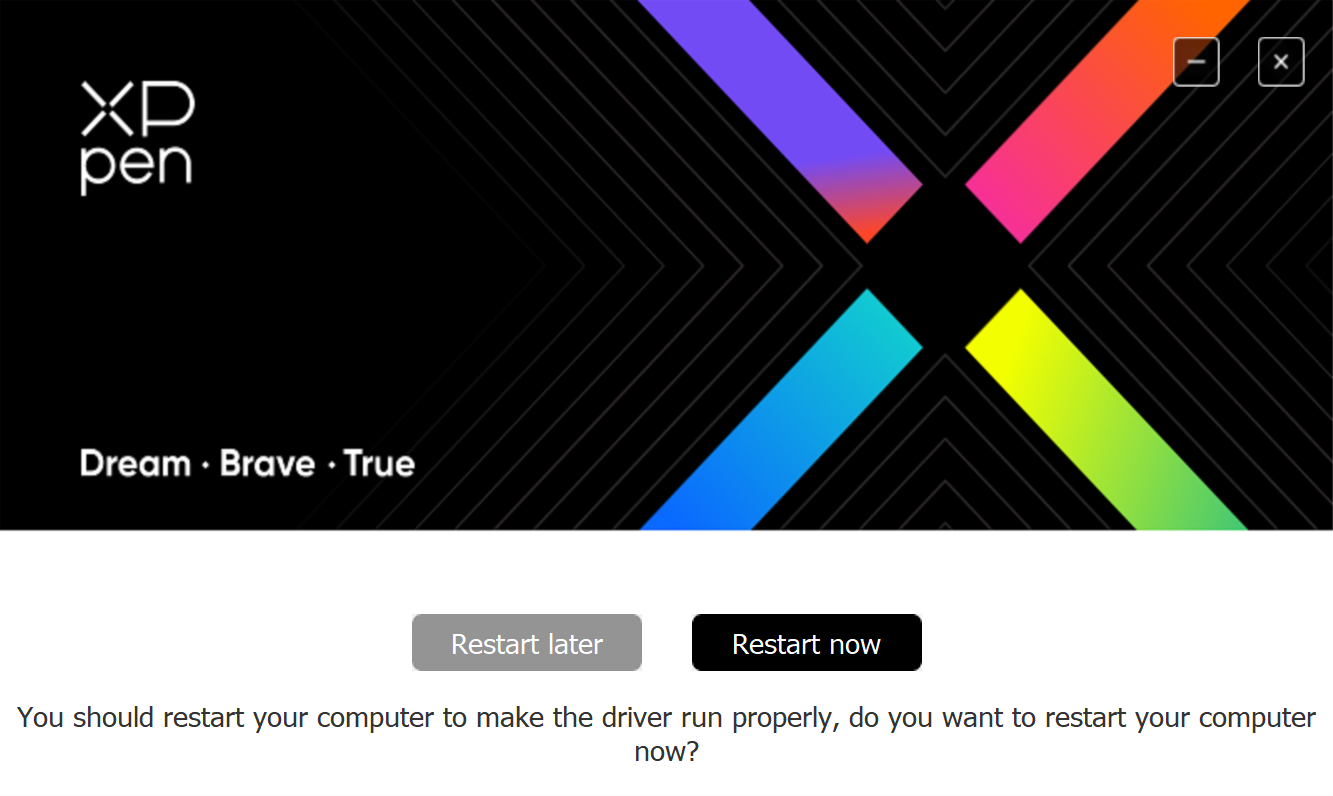 XP
pen
Dream · Brave · True
Restart later
Restart now
You should restart your computer to make the driver run properly, do you want to restart your computer
now?